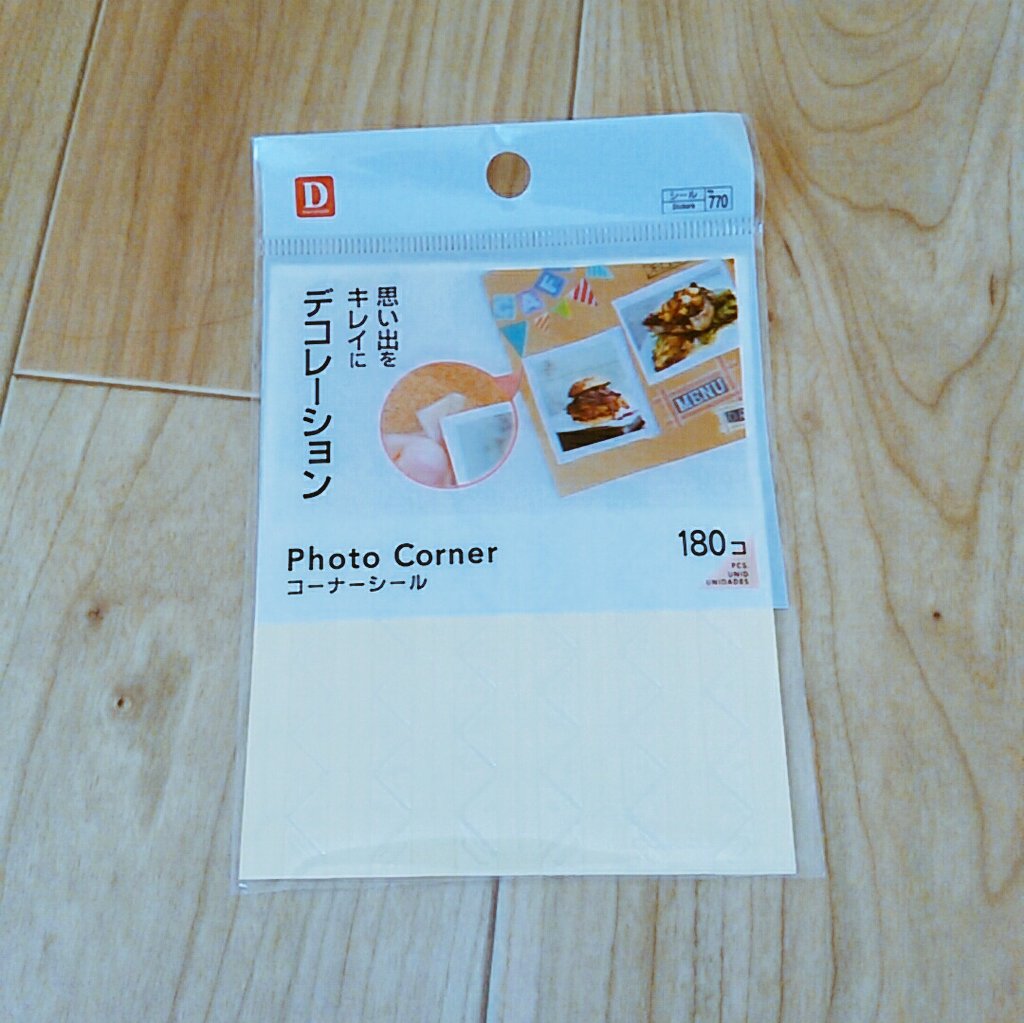 D
シール
Stickers
No
770
思い出を
キレイに
デコレーション
MENU
Photo Corner
コーナーシール
180コ
PCS
UNID
UNIDADES